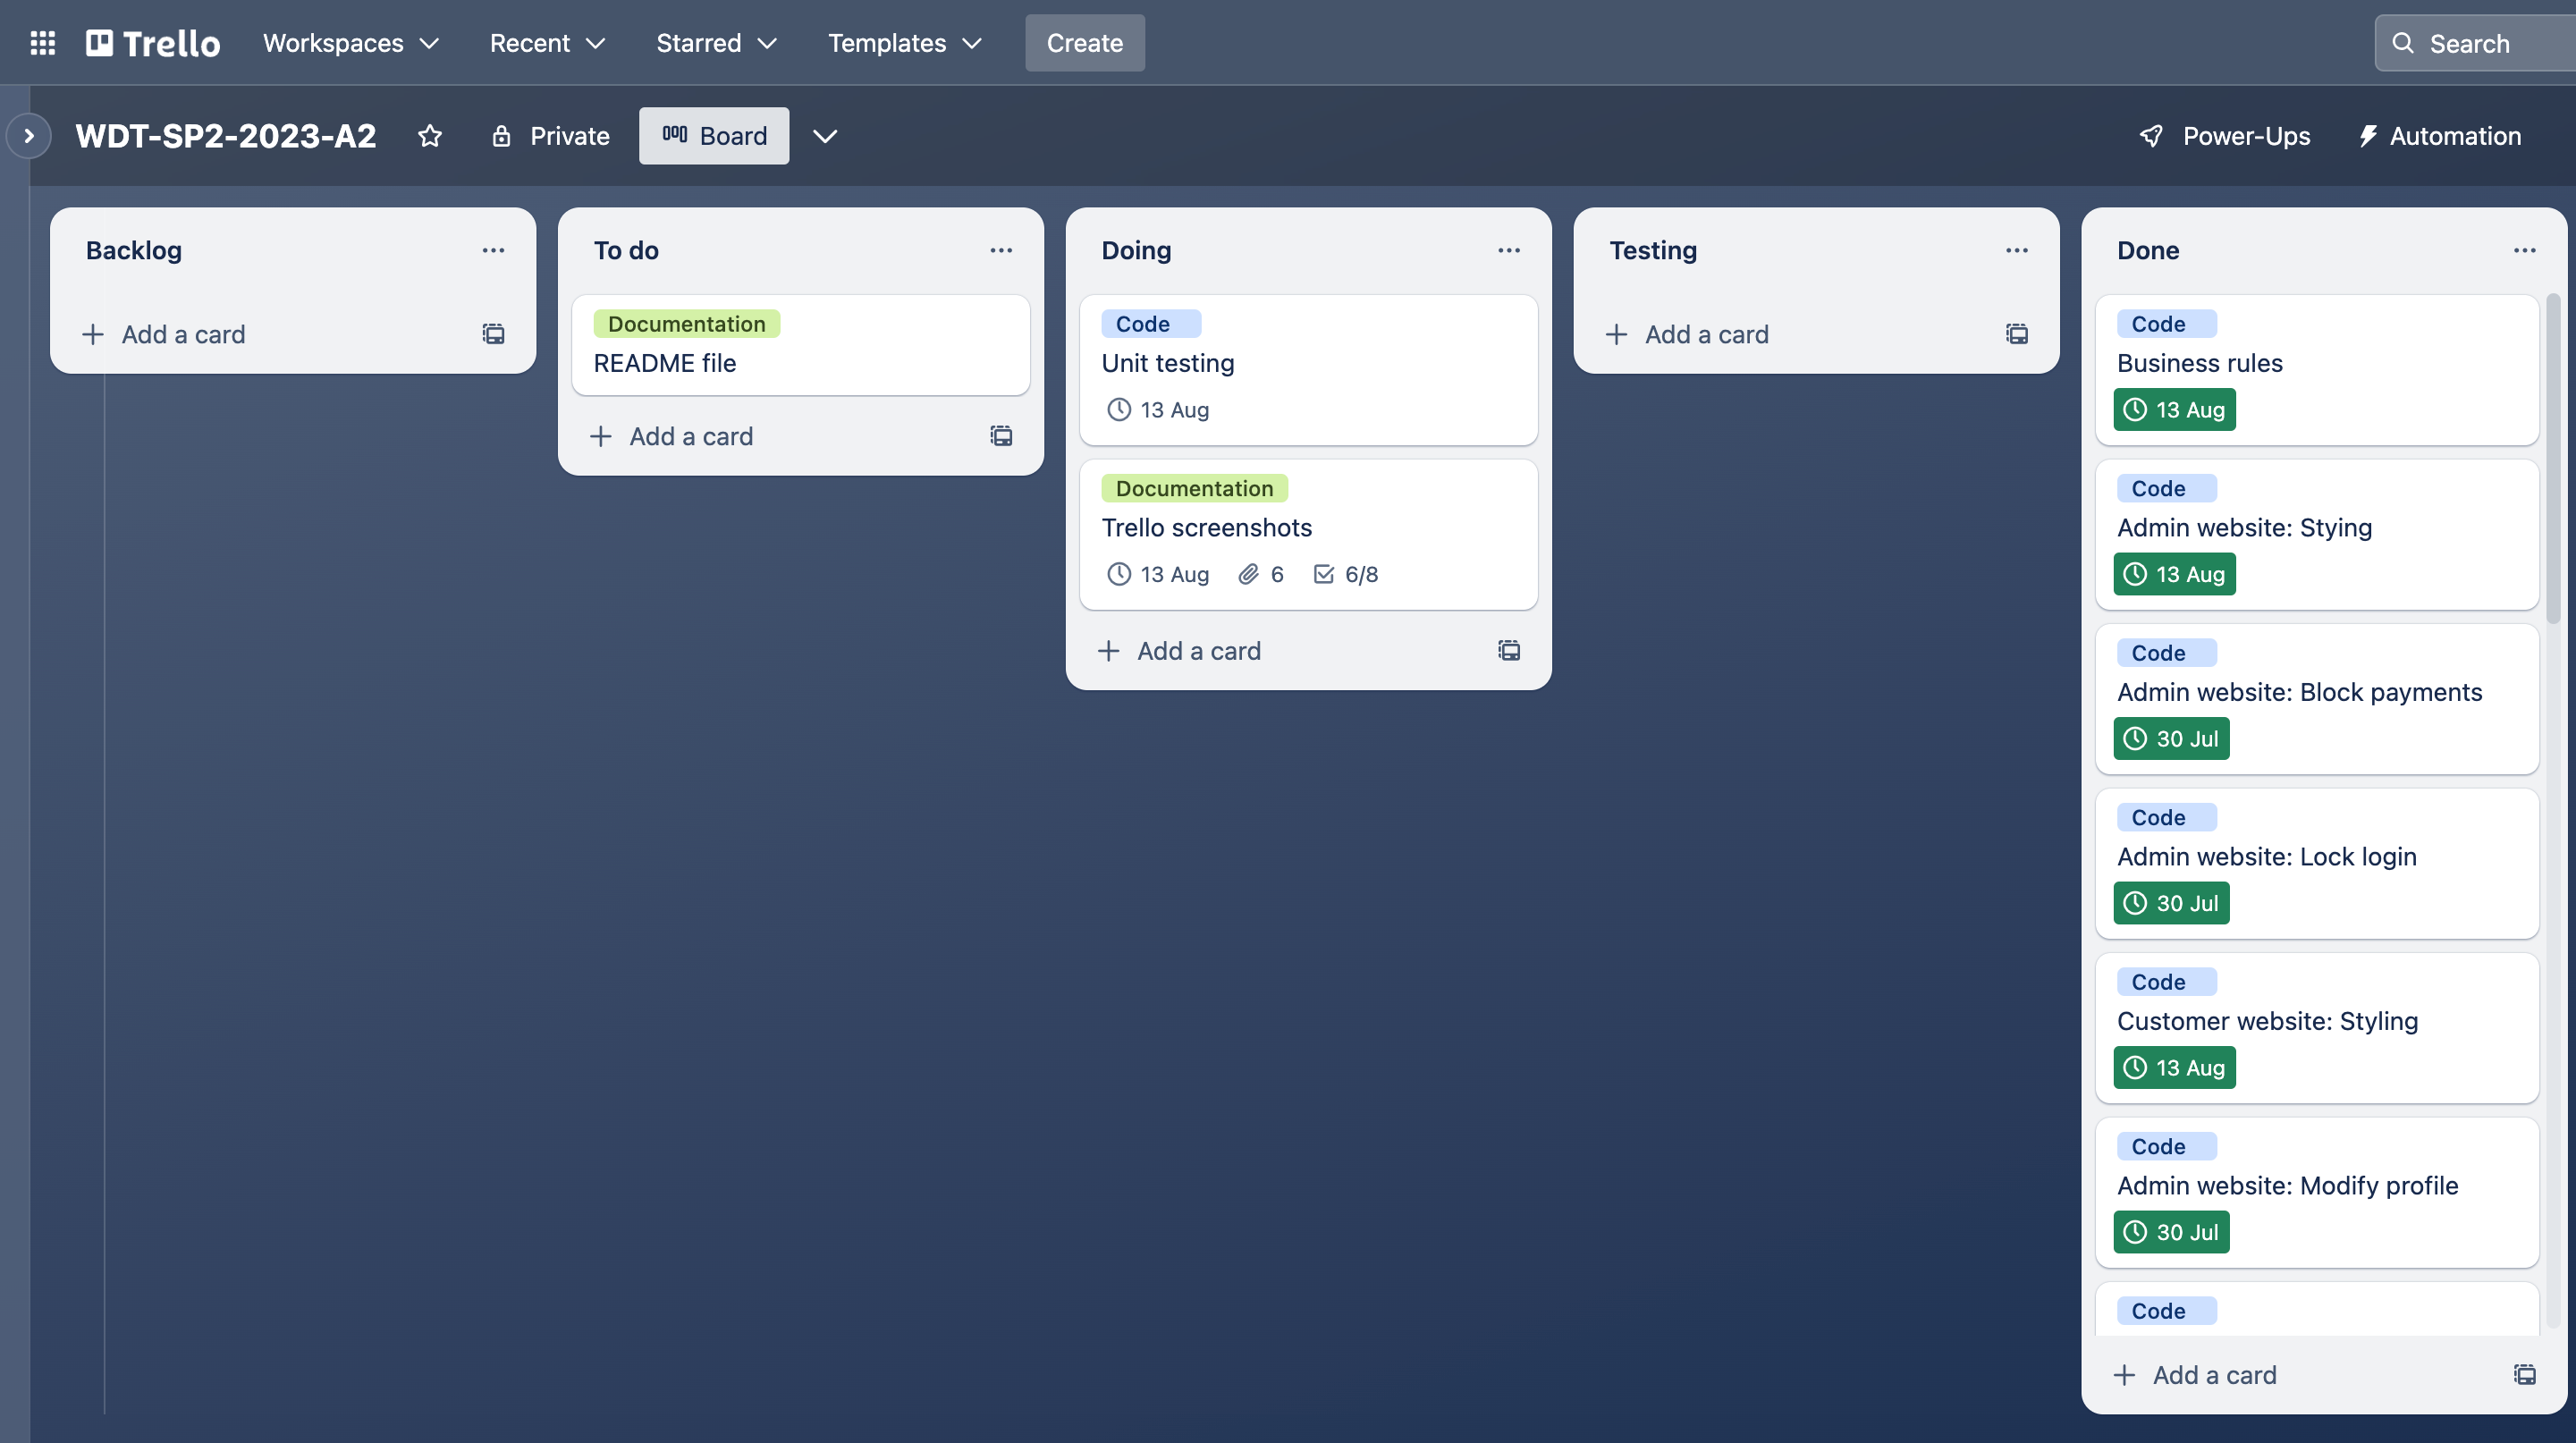 Trello Workspaces Recent Starred Templates Create Search
WDT-SP2-2023-A2 Private Board Power-Ups Automation
Backlog
Add a card
To do
Documentation
README file
Add a card
Doing
Code
Unit testing
13 Aug
Documentation
Trello screenshots
13 Aug 6 6/8
Add a card
Testing
Add a card
Done
Code
Business rules
13 Aug
Code
Admin website: Stying
13 Aug
Code
Admin website: Block payments
30 Jul
Code
Admin website: Lock login
30 Jul
Code
Customer website: Styling
13 Aug
Code
Admin website: Modify profile
30 Jul
Code
Add a card